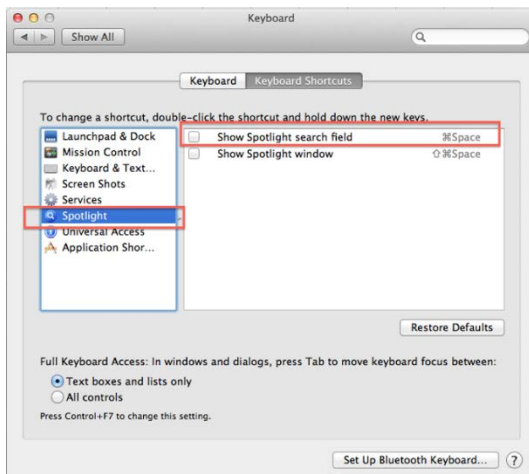 Keyboard
Show All
Keyboard Keyboard Shortcuts
To change a shortcut, double-click the shortcut and hold down the new keys.
Launchpad & Dock
Mission Control
Keyboard & Text...
Screen Shots
Services
Spotlight
Universal Access
Application Shor...
Show Spotlight search field ⌘Space
Show Spotlight window ⇧⌘Space
Restore Defaults
Full Keyboard Access: In windows and dialogs, press Tab to move keyboard focus between:
Text boxes and lists only
All controls
Press Control+F7 to change this setting.
Set Up Bluetooth Keyboard... ?